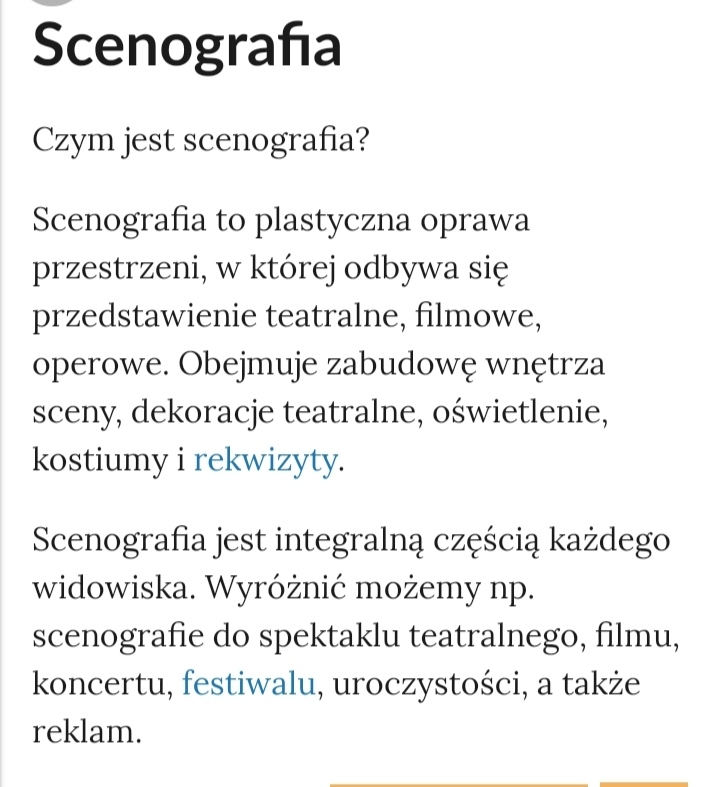 Scenografia
Czym jest scenografia?
Scenografia to plastyczna oprawa
przestrzeni, w której odbywa się
przedstawienie teatralne, filmowe,
operowe. Obejmuje zabudowę wnętrza
sceny, dekoracje teatralne, oświetlenie,
kostiumy i rekwizyty.
Scenografia jest integralną częścią każdego
widowiska. Wyróżnić możemy np.
scenografie do spektaklu teatralnego, filmu,
koncertu, festiwalu, uroczystości, a także
reklam.